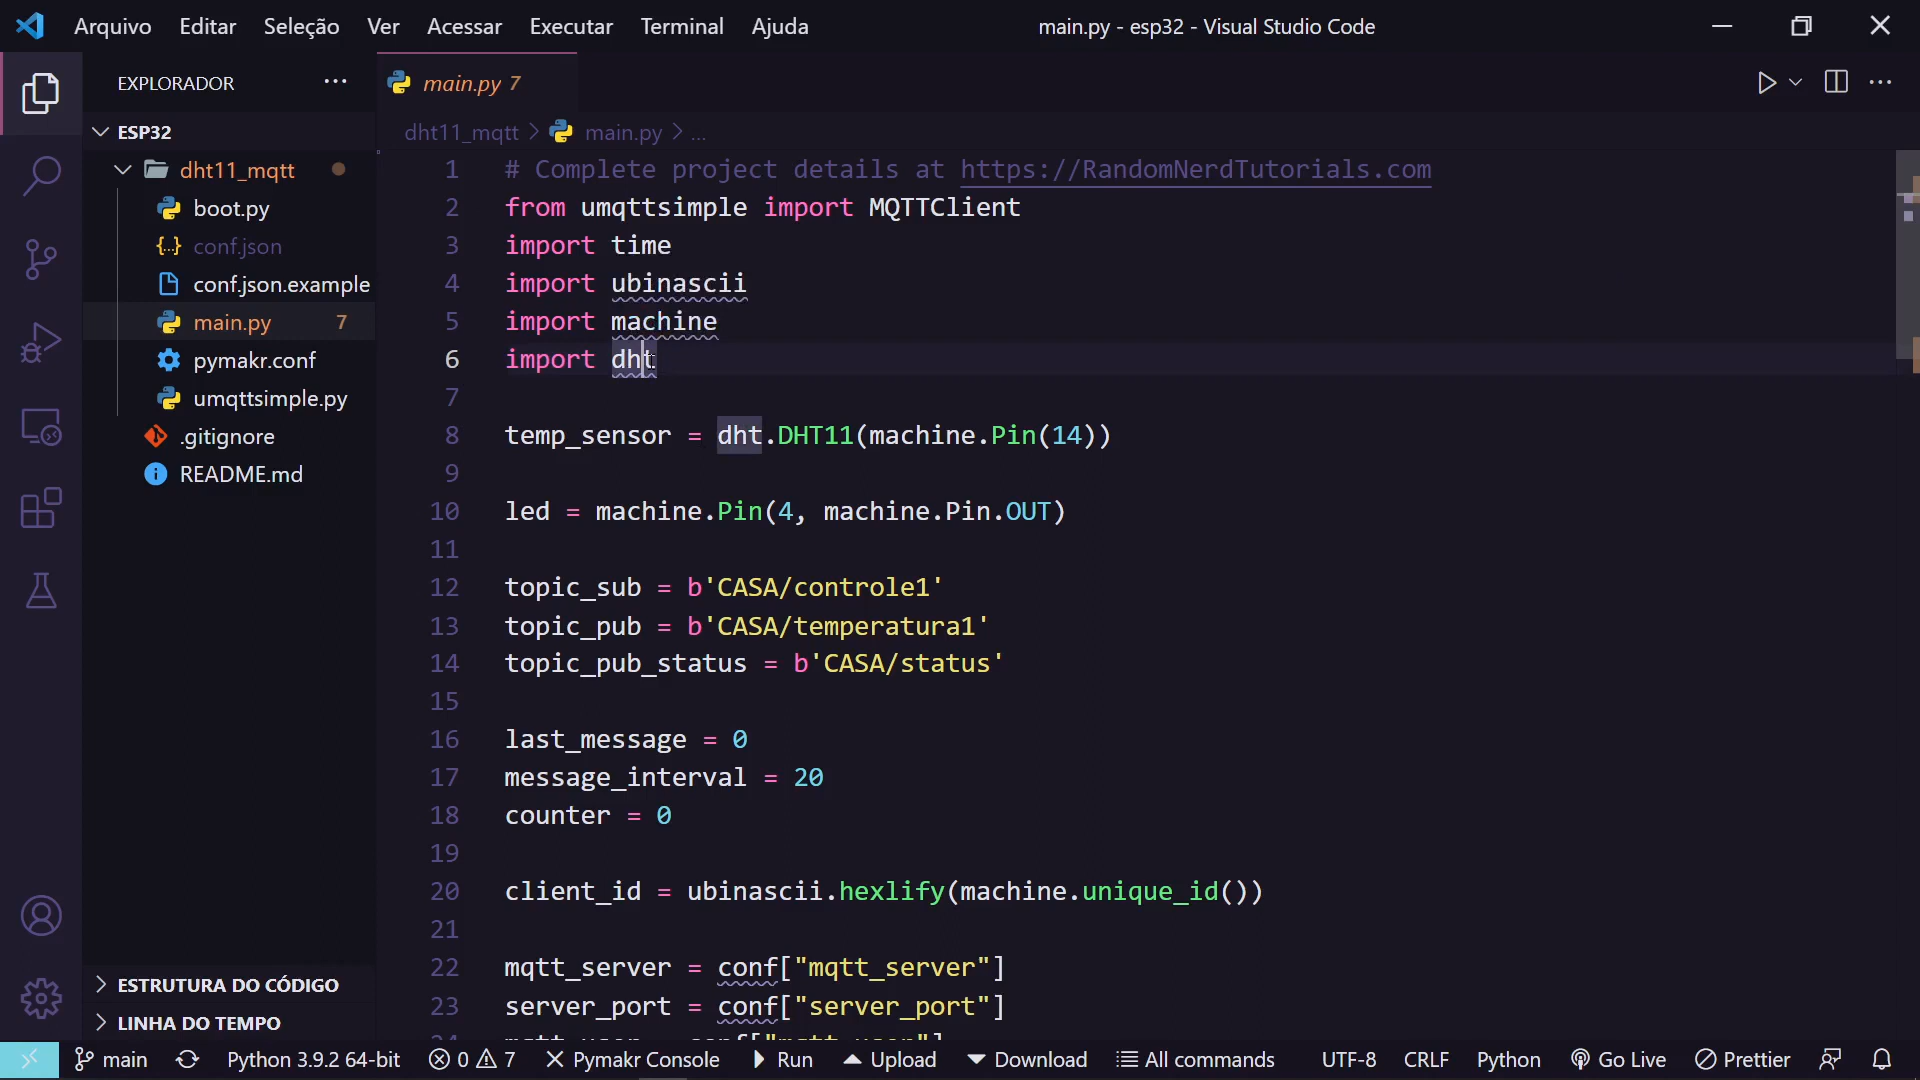 Arquivo Editar Seleção Ver Acessar Executar Terminal Ajuda main.py - esp32 - Visual Studio Code
EXPLORADOR
main.py 7
ESP32
dht11_mqtt
boot.py
conf.json
conf.json.example
main.py 7
pymakr.conf
umqttsimple.py
.gitignore
README.md
ESTRUTURA DO CÓDIGO
LINHA DO TEMPO
dht11_mqtt > main.py > ...
1 # Complete project details at https://RandomNerdTutorials.com
2 from umqttsimple import MQTTClient
3 import time
4 import ubinascii
5 import machine
6 import dht
7
8 temp_sensor = dht.DHT11(machine.Pin(14))
9
10 led = machine.Pin(4, machine.Pin.OUT)
11
12 topic_sub = b'CASA/controle1'
13 topic_pub = b'CASA/temperatura1'
14 topic_pub_status = b'CASA/status'
15
16 last_message = 0
17 message_interval = 20
18 counter = 0
19
20 client_id = ubinascii.hexlify(machine.unique_id())
21
22 mqtt_server = conf["mqtt_server"]
23 server_port = conf["server_port"]
main Python 3.9.2 64-bit 0 7 Pymakr Console Run Upload Download All commands UTF-8 CRLF Python Go Live Prettier